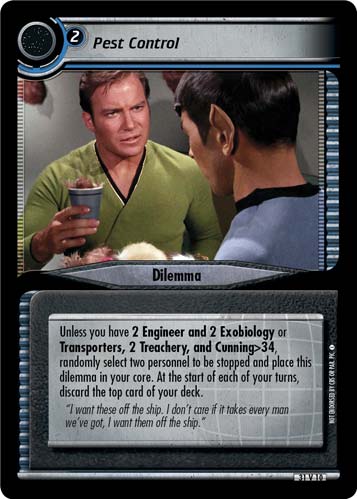 2
Pest Control
Dilemma
Unless you have 2 Engineer and 2 Exobiology or
Transporters, 2 Treachery, and Cunning>34,
randomly select two personnel to be stopped and place this
dilemma in your core. At the start of each of your turns,
discard the top card of your deck.
“I want these off the ship. I don’t care if it takes every man
we’ve got, I want them off the ship.”
NOT ENDORSED BY CBS OR PAR. PIC.
31 V 10